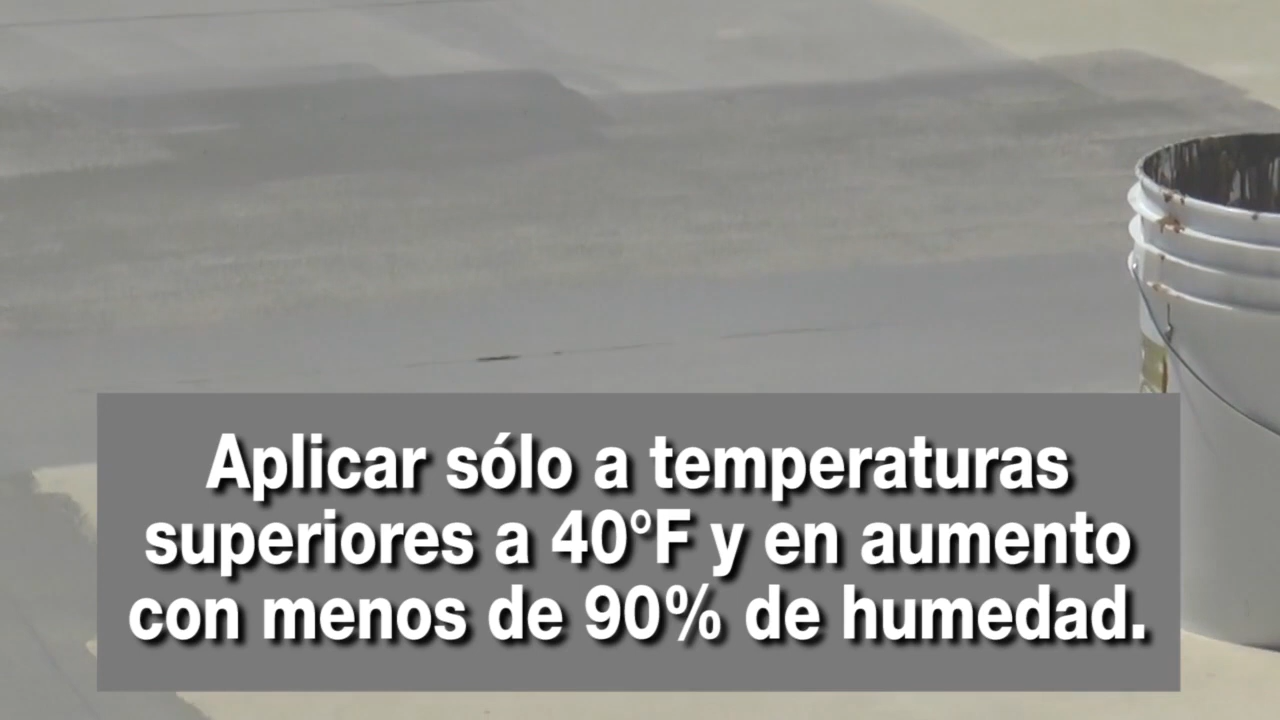 Aplicar sólo a temperaturas
superiores a 40°F y en aumento
con menos de 90% de humedad.